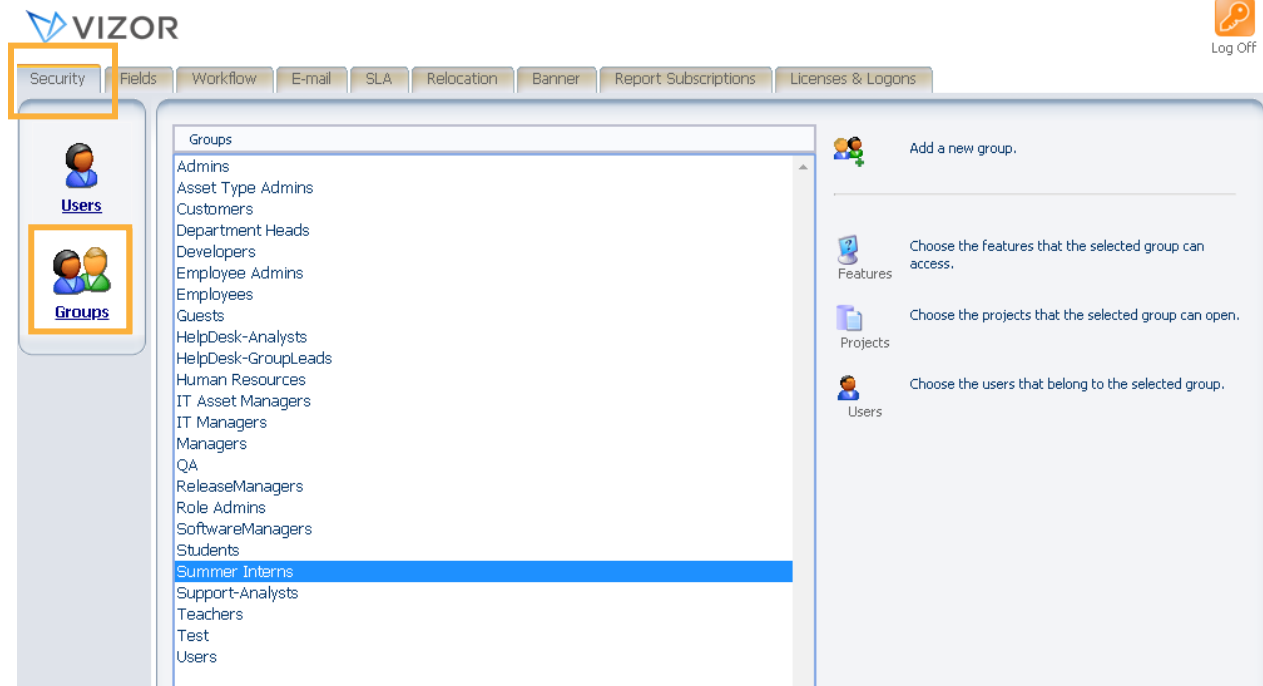 VIZOR
Log Off
Security Fields Workflow E-mail SLA Relocation Banner Report Subscriptions Licenses & Logons
Users
Groups
Groups
Admins
Asset Type Admins
Customers
Department Heads
Developers
Employee Admins
Employees
Guests
HelpDesk-Analysts
HelpDesk-GroupLeads
Human Resources
IT Asset Managers
IT Managers
Managers
QA
ReleaseManagers
Role Admins
SoftwareManagers
Students
Summer Interns
Support-Analysts
Teachers
Test
Users
Add a new group.
Features
Choose the features that the selected group can
access.
Projects
Choose the projects that the selected group can open.
Users
Choose the users that belong to the selected group.